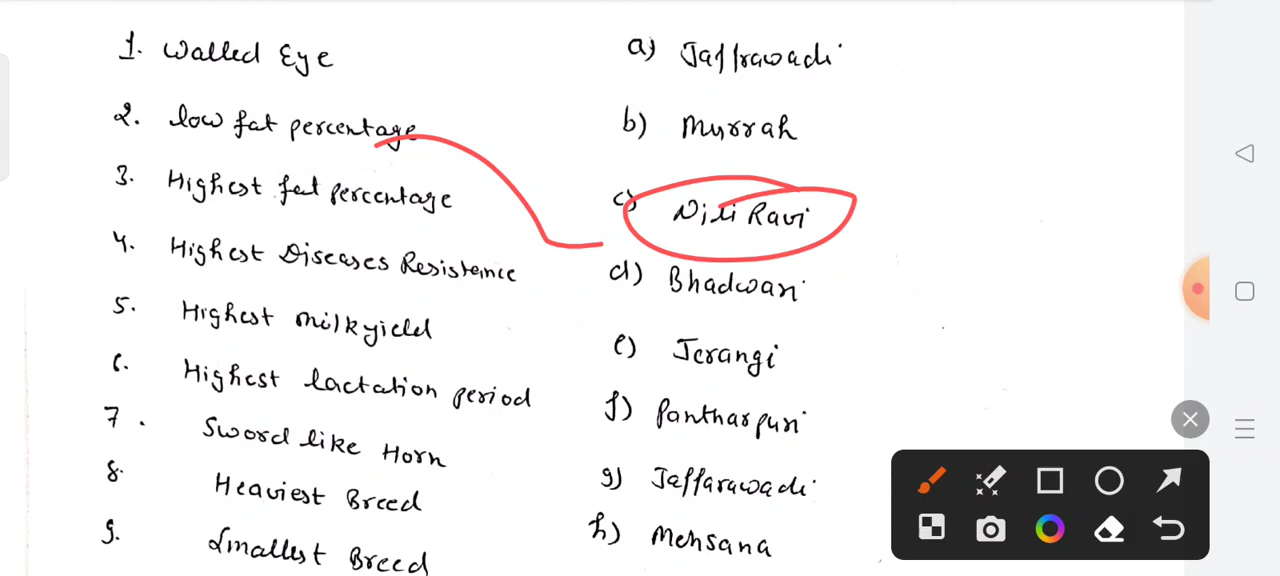 1. Walled Eye a) Jaffrawadi
2. low fat percentage b) Murrah
3. Highest fat percentage c) Nili Ravi
4. Highest Diseases Resistence d) Bhadwari
5. Highest milk yield e) Jerangi
6. Highest lactation period f) Pantharpuri
7. Sword like Horn g) Jaffarawadi
8. Heaviest Breed h) Mehsana
9. Smallest Breed